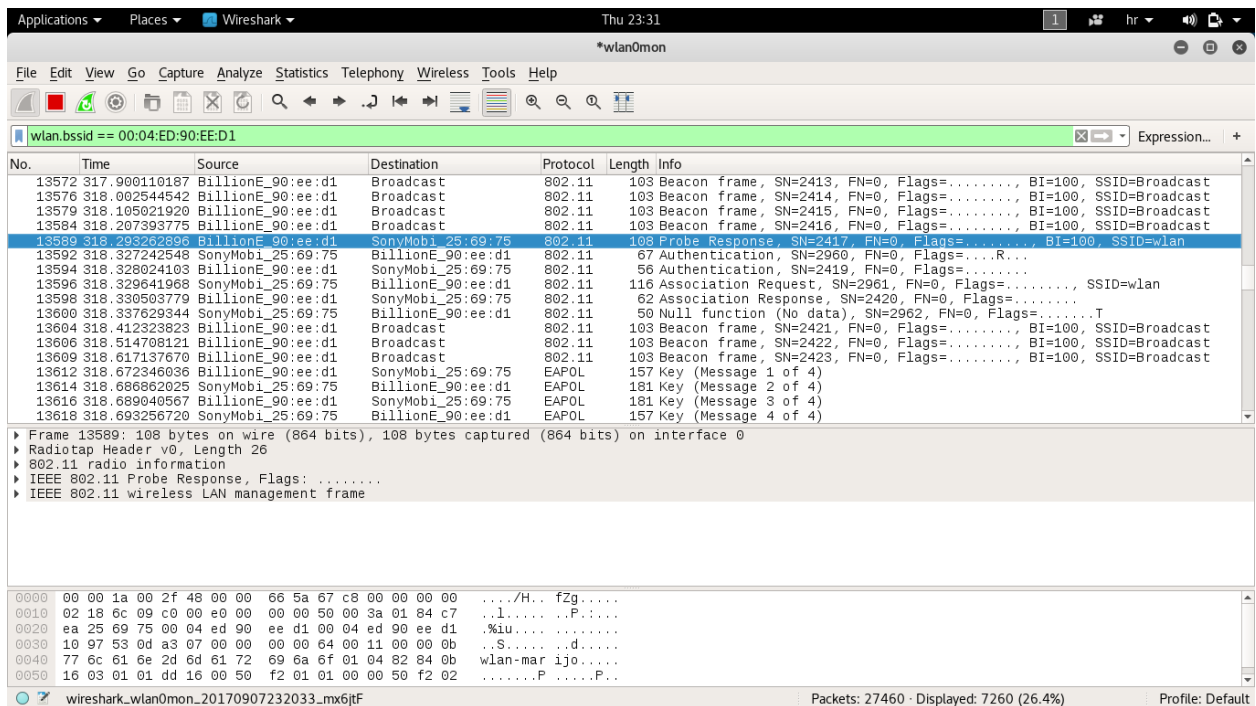 Applications Places Wireshark Thu 23:31 1 hr
*wlan0mon
File Edit View Go Capture Analyze Statistics Telephony Wireless Tools Help
wlan.bssid == 00:04:ED:90:EE:D1 Expression... +
No. Time Source Destination Protocol Length Info
13572 317.900110187 BillionE_90:ee:d1 Broadcast 802.11 103 Beacon frame, SN=2413, FN=0, Flags=........, BI=100, SSID=Broadcast
13576 318.002544542 BillionE_90:ee:d1 Broadcast 802.11 103 Beacon frame, SN=2414, FN=0, Flags=........, BI=100, SSID=Broadcast
13579 318.105021920 BillionE_90:ee:d1 Broadcast 802.11 103 Beacon frame, SN=2415, FN=0, Flags=........, BI=100, SSID=Broadcast
13584 318.207393775 BillionE_90:ee:d1 Broadcast 802.11 103 Beacon frame, SN=2416, FN=0, Flags=........, BI=100, SSID=Broadcast
13589 318.293262896 BillionE_90:ee:d1 SonyMobi_25:69:75 802.11 108 Probe Response, SN=2417, FN=0, Flags=........, BI=100, SSID=wlan
13592 318.327242548 SonyMobi_25:69:75 BillionE_90:ee:d1 802.11 67 Authentication, SN=2960, FN=0, Flags=....R...
13594 318.328024103 BillionE_90:ee:d1 SonyMobi_25:69:75 802.11 56 Authentication, SN=2419, FN=0, Flags=........
13596 318.329641968 SonyMobi_25:69:75 BillionE_90:ee:d1 802.11 116 Association Request, SN=2961, FN=0, Flags=........, SSID=wlan
13598 318.330503779 BillionE_90:ee:d1 SonyMobi_25:69:75 802.11 62 Association Response, SN=2420, FN=0, Flags=........
13600 318.337629344 SonyMobi_25:69:75 BillionE_90:ee:d1 802.11 50 Null function (No data), SN=2962, FN=0, Flags=.......T
13604 318.412323823 BillionE_90:ee:d1 Broadcast 802.11 103 Beacon frame, SN=2421, FN=0, Flags=........, BI=100, SSID=Broadcast
13606 318.514708121 BillionE_90:ee:d1 Broadcast 802.11 103 Beacon frame, SN=2422, FN=0, Flags=........, BI=100, SSID=Broadcast
13609 318.617137670 BillionE_90:ee:d1 Broadcast 802.11 103 Beacon frame, SN=2423, FN=0, Flags=........, BI=100, SSID=Broadcast
13612 318.672346036 BillionE_90:ee:d1 SonyMobi_25:69:75 EAPOL 157 Key (Message 1 of 4)
13614 318.686862025 SonyMobi_25:69:75 BillionE_90:ee:d1 EAPOL 181 Key (Message 2 of 4)
13616 318.689040567 BillionE_90:ee:d1 SonyMobi_25:69:75 EAPOL 181 Key (Message 3 of 4)
13618 318.693256720 SonyMobi_25:69:75 BillionE_90:ee:d1 EAPOL 157 Key (Message 4 of 4)
Frame 13589: 108 bytes on wire (864 bits), 108 bytes captured (864 bits) on interface 0
Radiotap Header v0, Length 26
802.11 radio information
IEEE 802.11 Probe Response, Flags: ........
IEEE 802.11 wireless LAN management frame
0000 00 00 1a 00 2f 48 00 00 66 5a 67 c8 00 00 00 00 ..../H.. fZg.....
0010 02 18 6c 09 c0 00 e0 00 00 00 50 00 3a 01 84 c7 ..l..... ..P.:...
0020 ea 25 69 75 00 04 ed 90 ee d1 00 04 ed 90 ee d1 .%iu.... ........
0030 10 97 53 0d a3 07 00 00 00 00 64 00 11 00 00 0b ..S..... ..d.....
0040 77 6c 61 6e 2d 6d 61 72 69 6a 6f 01 04 82 84 0b wlan-mar ijo.....
0050 16 03 01 01 dd 16 00 50 f2 01 01 00 00 50 f2 02 .......P .....P..
wireshark_wlan0mon_20170907232033_mx6jtF Packets: 27460 · Displayed: 7260 (26.4%) Profile: Default